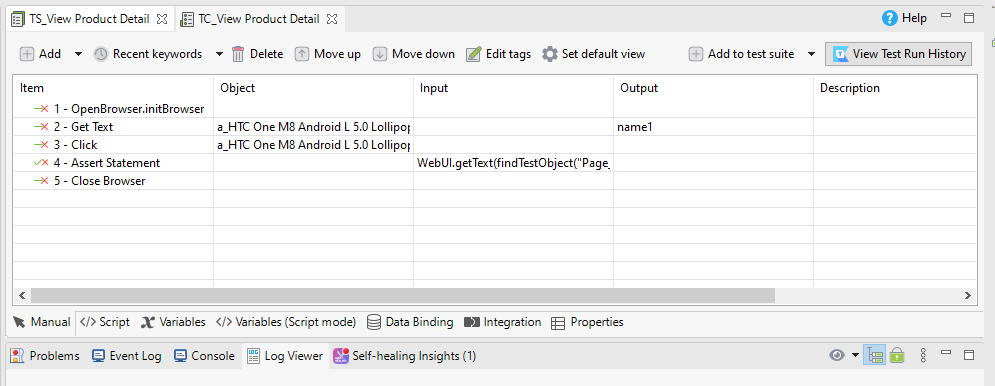 TS_View Product Detail TC_View Product Detail Help
Add Recent keywords Delete Move up Move down Edit tags Set default view Add to test suite View Test Run History
Item Object Input Output Description
1 - OpenBrowser.initBrowser
2 - Get Text a_HTC One M8 Android L 5.0 Lollipop name1
3 - Click a_HTC One M8 Android L 5.0 Lollipop
4 - Assert Statement WebUI.getText(findTestObject("Page_
5 - Close Browser
Manual </> Script Variables </> Variables (Script mode) Data Binding Integration Properties
Problems Event Log Console Log Viewer Self-healing Insights (1)